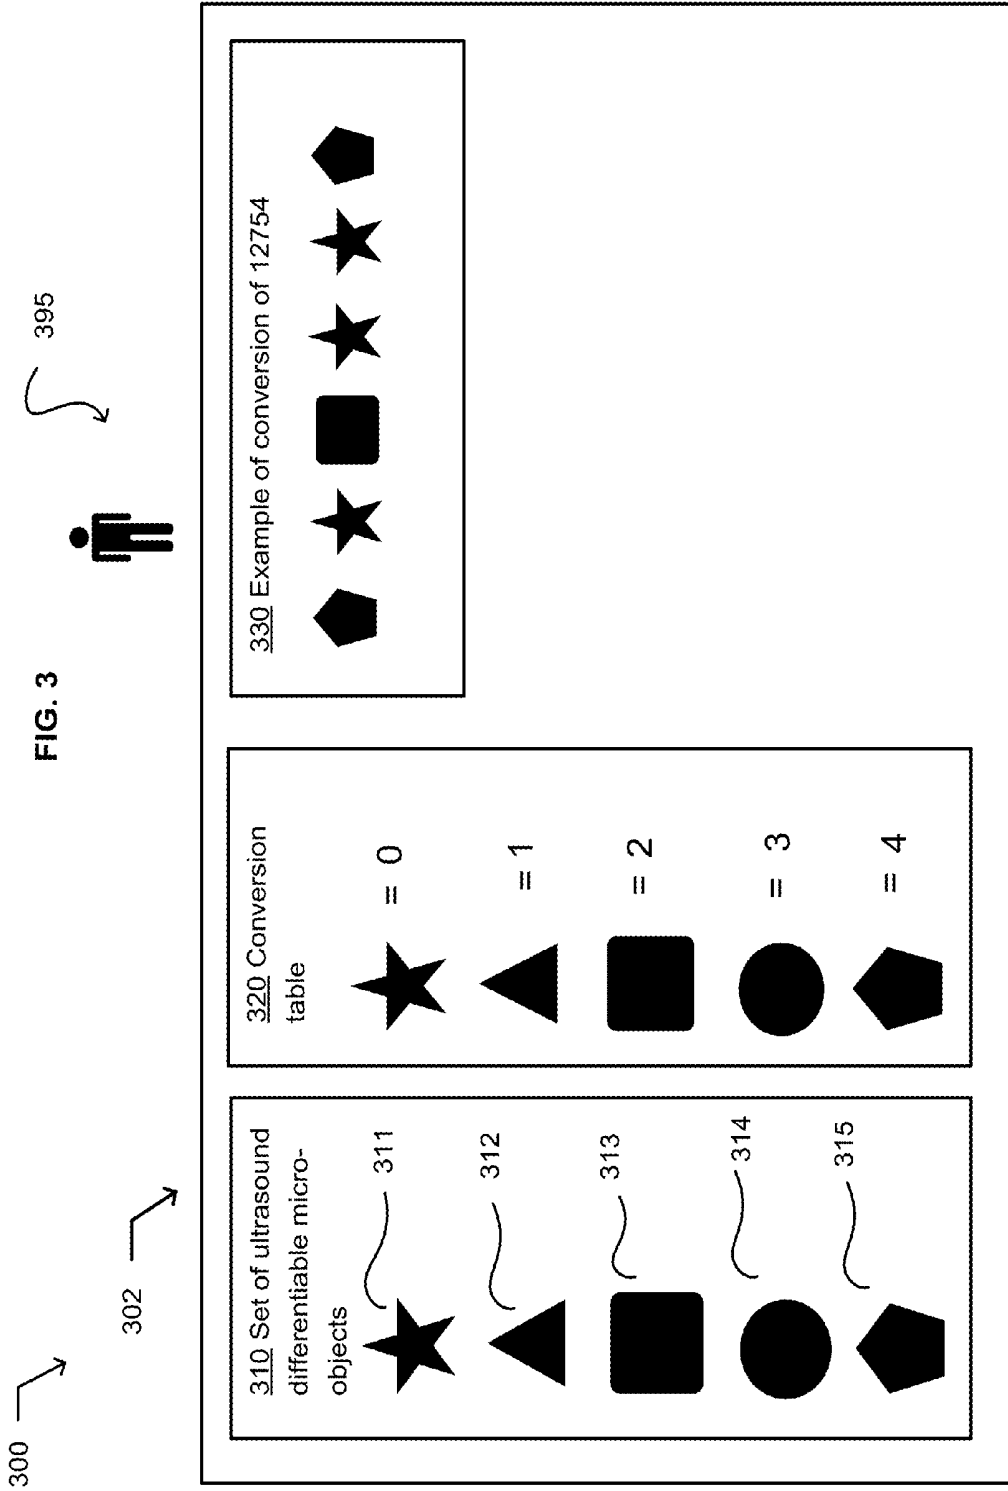 FIG. 3
300
302
395
310 Set of ultrasound
differentiable micro-
objects
311
312
313
314
315
320 Conversion
table
= 0
= 1
= 2
= 3
= 4
330 Example of conversion of 12754